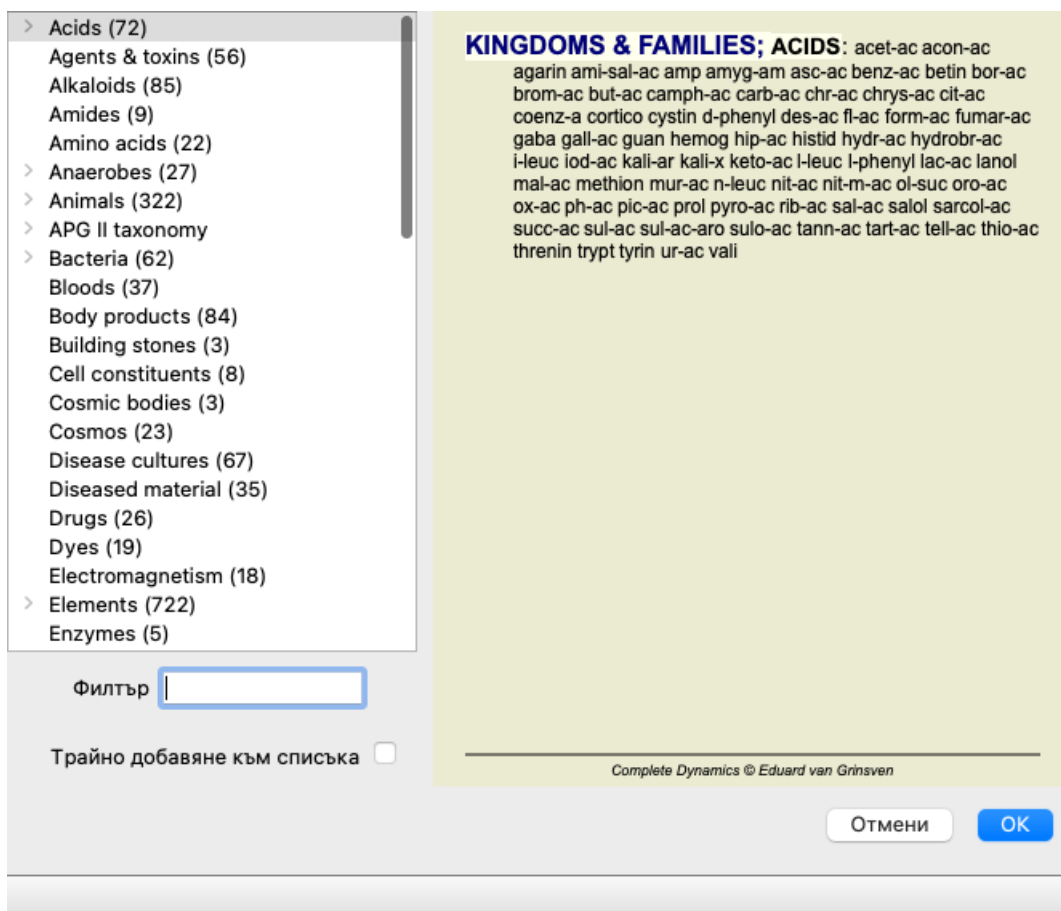 Acids (72)
Agents & toxins (56)
Alkaloids (85)
Amides (9)
Amino acids (22)
Anaerobes (27)
Animals (322)
APG II taxonomy
Bacteria (62)
Bloods (37)
Body products (84)
Building stones (3)
Cell constituents (8)
Cosmic bodies (3)
Cosmos (23)
Disease cultures (67)
Diseased material (35)
Drugs (26)
Dyes (19)
Electromagnetism (18)
Elements (722)
Enzymes (5)
Филтър
Трайно добавяне към списъка
KINGDOMS & FAMILIES; ACIDS: acet-ac acon-ac
agarin ami-sal-ac amp amyg-am asc-ac benz-ac betin bor-ac
brom-ac but-ac camph-ac carb-ac chr-ac chrys-ac cit-ac
coenz-a cortico cystin d-phenyl des-ac fl-ac form-ac fumar-ac
gaba gall-ac guan hemog hip-ac histid hydr-ac hydrobr-ac
i-leuc iod-ac kali-ar kali-x keto-ac l-leuc l-phenyl lac-ac lanol
mal-ac methion mur-ac n-leuc nit-ac nit-m-ac ol-suc oro-ac
ox-ac ph-ac pic-ac prol pyro-ac rib-ac sal-ac salol sarcol-ac
succ-ac sul-ac sul-ac-aro sulo-ac tann-ac tart-ac tell-ac thio-ac
threnin trypt tyrin ur-ac vali
Complete Dynamics © Eduard van Grinsven
Отмени
OK